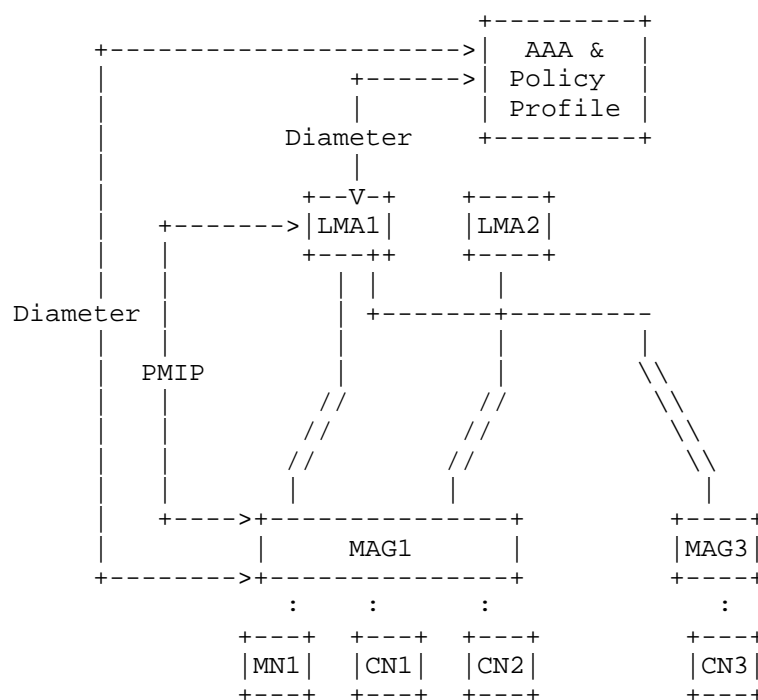 AAA &
Policy
Profile
Diameter
LMA1 LMA2
Diameter
PMIP
MAG1 MAG3
MN1 CN1 CN2 CN3